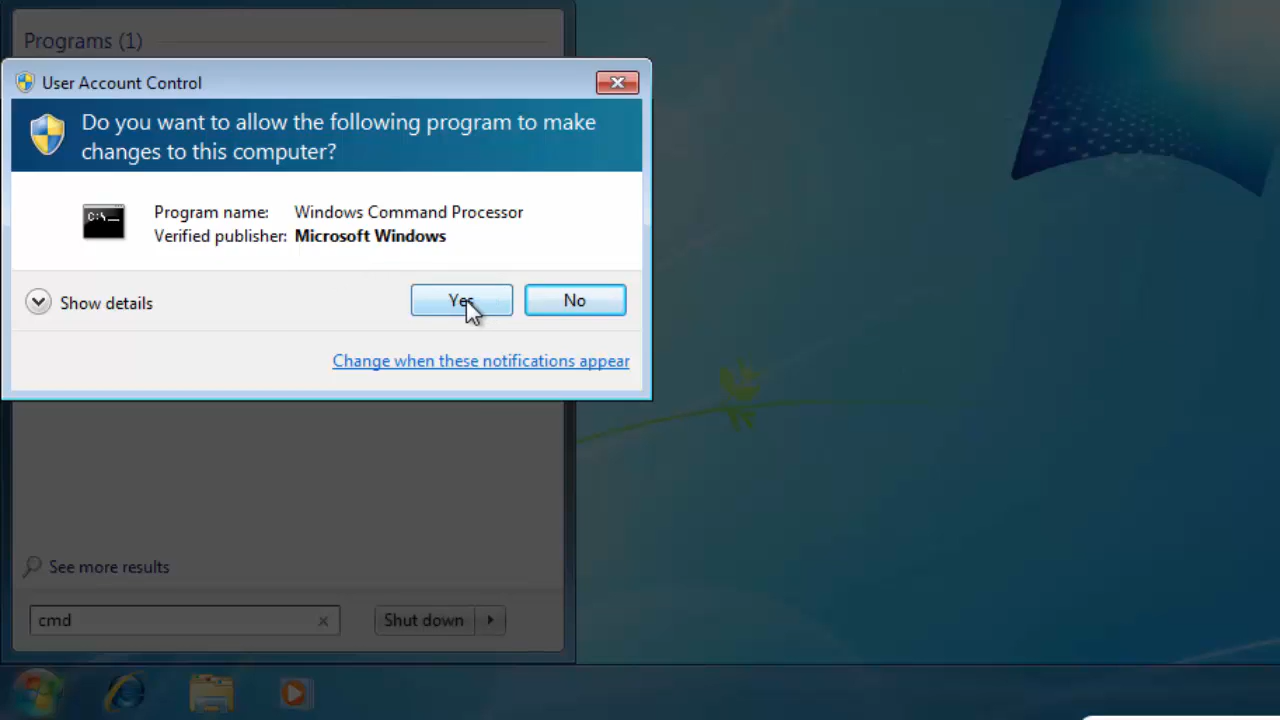 Programs (1)
User Account Control
Do you want to allow the following program to make
changes to this computer?
C:\
Program name: Windows Command Processor
Verified publisher: Microsoft Windows
Show details
Yes
No
Change when these notifications appear
See more results
cmd
Shut down